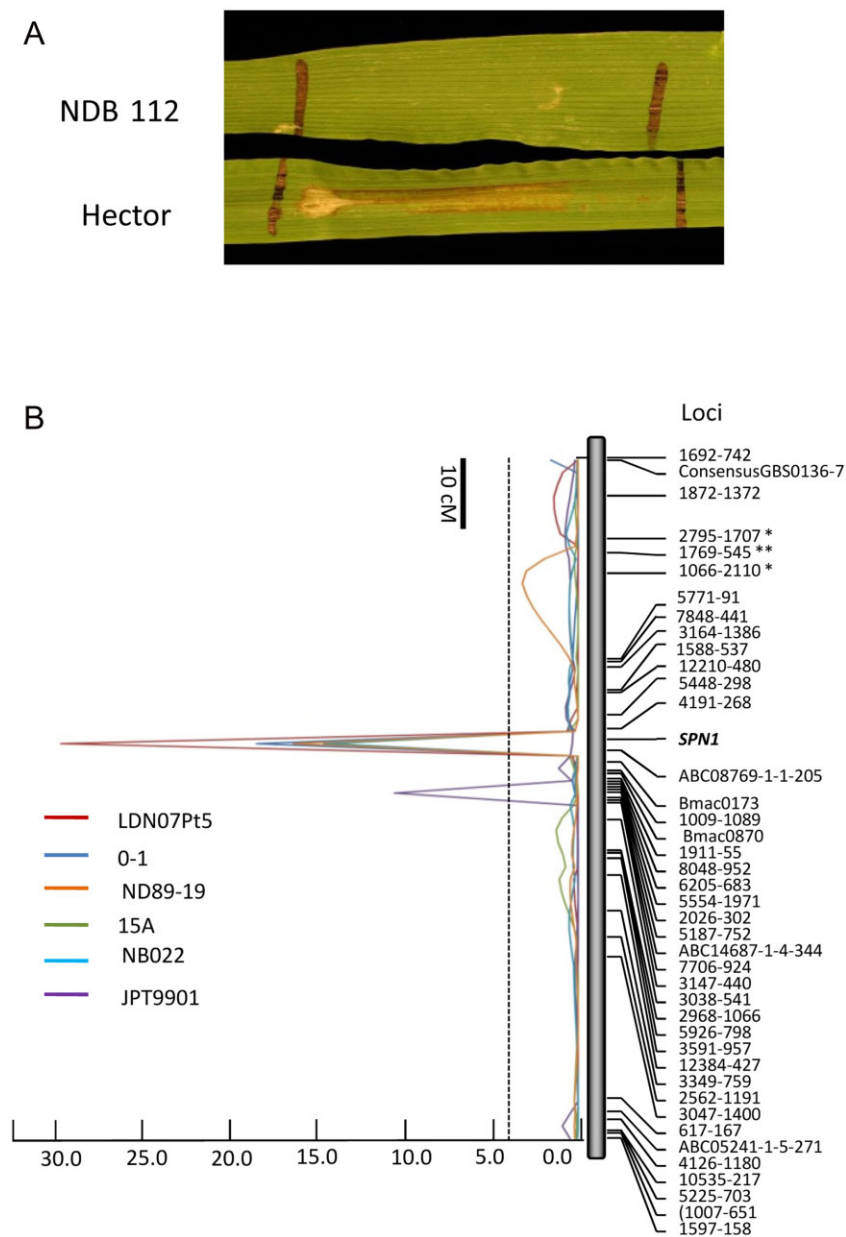 A
NDB 112
Hector
B
Loci
10 cM
1692-742
ConsensusGBS0136-7
1872-1372
2795-1707 *
1769-545 **
1066-2110 *
5771-91
7848-441
3164-1386
1588-537
12210-480
5448-298
4191-268
SPN1
ABC08769-1-1-205
Bmac0173
1009-1089
Bmac0870
1911-55
8048-952
6205-683
5554-1971
2026-302
5187-752
ABC14687-1-4-344
7706-924
3147-440
3038-541
2968-1066
5926-798
3591-957
12384-427
3349-759
2562-1191
3047-1400
617-167
ABC05241-1-5-271
4126-1180
10535-217
5225-703
(1007-651
1597-158
LDN07Pt5
0-1
ND89-19
15A
NB022
JPT9901
30.0 20.0 15.0 10.0 5.0 0.0